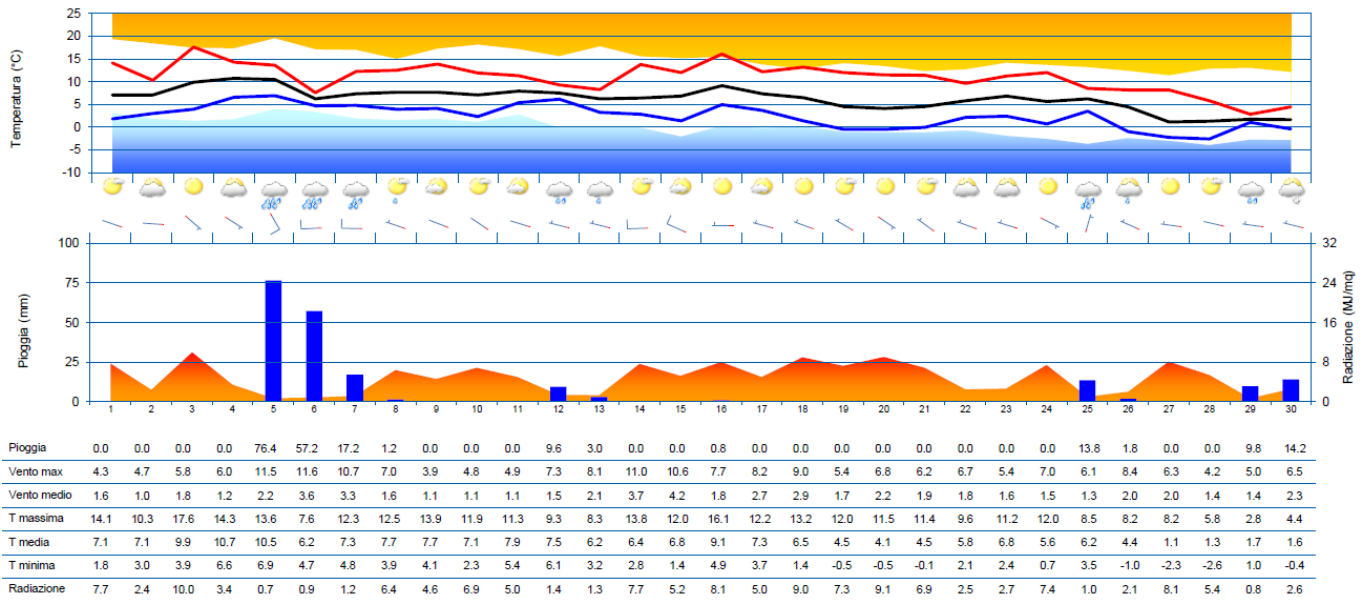 25
20
15
10
5
0
-5
-10
Temperatura (°C)
100
75
50
25
0
Pioggia (mm)
32
24
16
8
0
Radiazione (MJ/mq)
1 2 3 4 5 6 7 8 9 10 11 12 13 14 15 16 17 18 19 20 21 22 23 24 25 26 27 28 29 30
Pioggia 0.0 0.0 0.0 0.0 76.4 57.2 17.2 1.2 0.0 0.0 0.0 9.6 3.0 0.0 0.0 0.8 0.0 0.0 0.0 0.0 0.0 0.0 0.0 0.0 13.8 1.8 0.0 0.0 9.8 14.2
Vento max 4.3 4.7 5.8 6.0 11.5 11.6 10.7 7.0 3.9 4.8 4.9 7.3 8.1 11.0 10.6 7.7 8.2 9.0 5.4 6.8 6.2 6.7 5.4 7.0 6.1 8.4 6.3 4.2 5.0 6.5
Vento medio 1.6 1.0 1.8 1.2 2.2 3.6 3.3 1.6 1.1 1.1 1.1 1.5 2.1 3.7 4.2 1.8 2.7 2.9 1.7 2.2 1.9 1.8 1.6 1.5 1.3 2.0 2.0 1.4 1.4 2.3
T massima 14.1 10.3 17.6 14.3 13.6 7.6 12.3 12.5 13.9 11.9 11.3 9.3 8.3 13.8 12.0 16.1 12.2 13.2 12.0 11.5 11.4 9.6 11.2 12.0 8.5 8.2 8.2 5.8 2.8 4.4
T media 7.1 7.1 9.9 10.7 10.5 6.2 7.3 7.7 7.7 7.1 7.9 7.5 6.2 6.4 6.8 9.1 7.3 6.5 4.5 4.1 4.5 5.8 6.8 5.6 6.2 4.4 1.1 1.3 1.7 1.6
T minima 1.8 3.0 3.9 6.6 6.9 4.7 4.8 3.9 4.1 2.3 5.4 6.1 3.2 2.8 1.4 4.9 3.7 1.4 -0.5 -0.5 -0.1 2.1 2.4 0.7 3.5 -1.0 -2.3 -2.6 1.0 -0.4
Radiazione 7.7 2.4 10.0 3.4 0.7 0.9 1.2 6.4 4.6 6.9 5.0 1.4 1.3 7.7 5.2 8.1 5.0 9.0 7.3 9.1 6.9 2.5 2.7 7.4 1.0 2.1 8.1 5.4 0.8 2.6